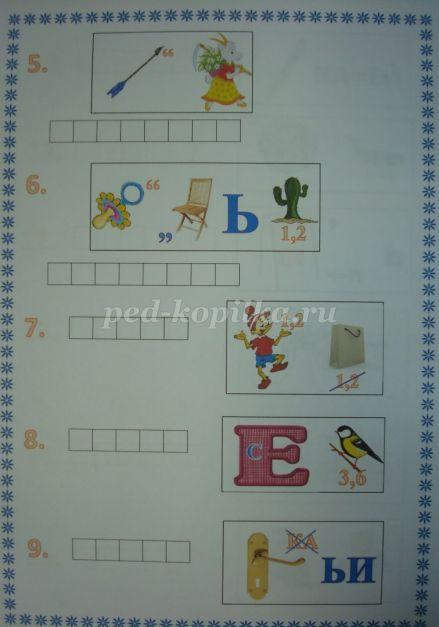 5.
“
6.
“ ,, Ь 1,2
7.
1,2
1,2
ped-kopilka.ru
8.
С Е 3,6
9.
КА ЬИ